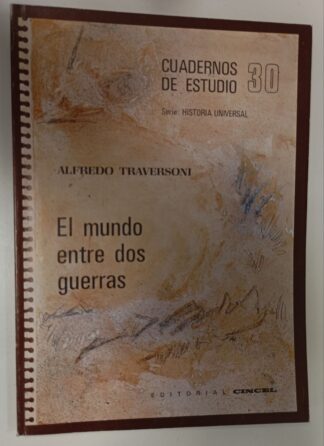 CUADERNOS
DE ESTUDIO 30
Serie: HISTORIA UNIVERSAL
ALFREDO TRAVERSONI
El mundo
entre dos
guerras
EDITORIAL CINCEL